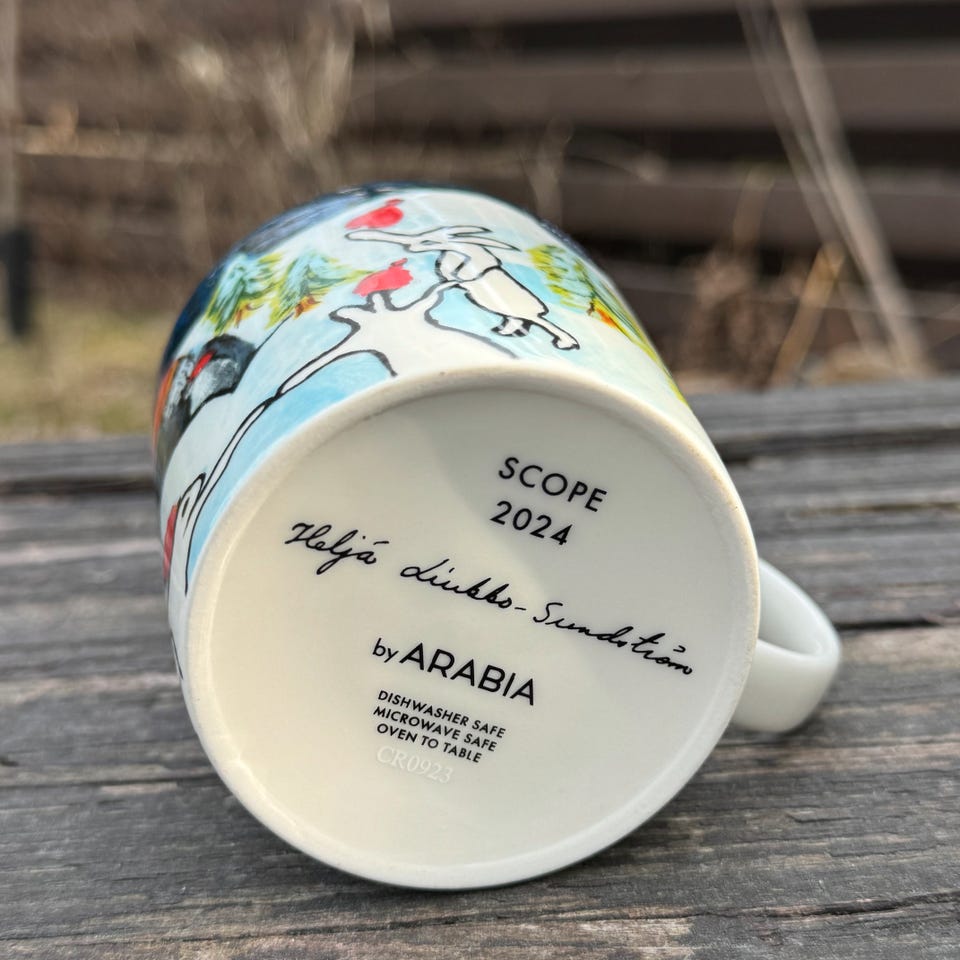 SCOPE
2024
Heljä Liukko-Sundström
by ARABIA
DISHWASHER SAFE
MICROWAVE SAFE
OVEN TO TABLE
CR0923